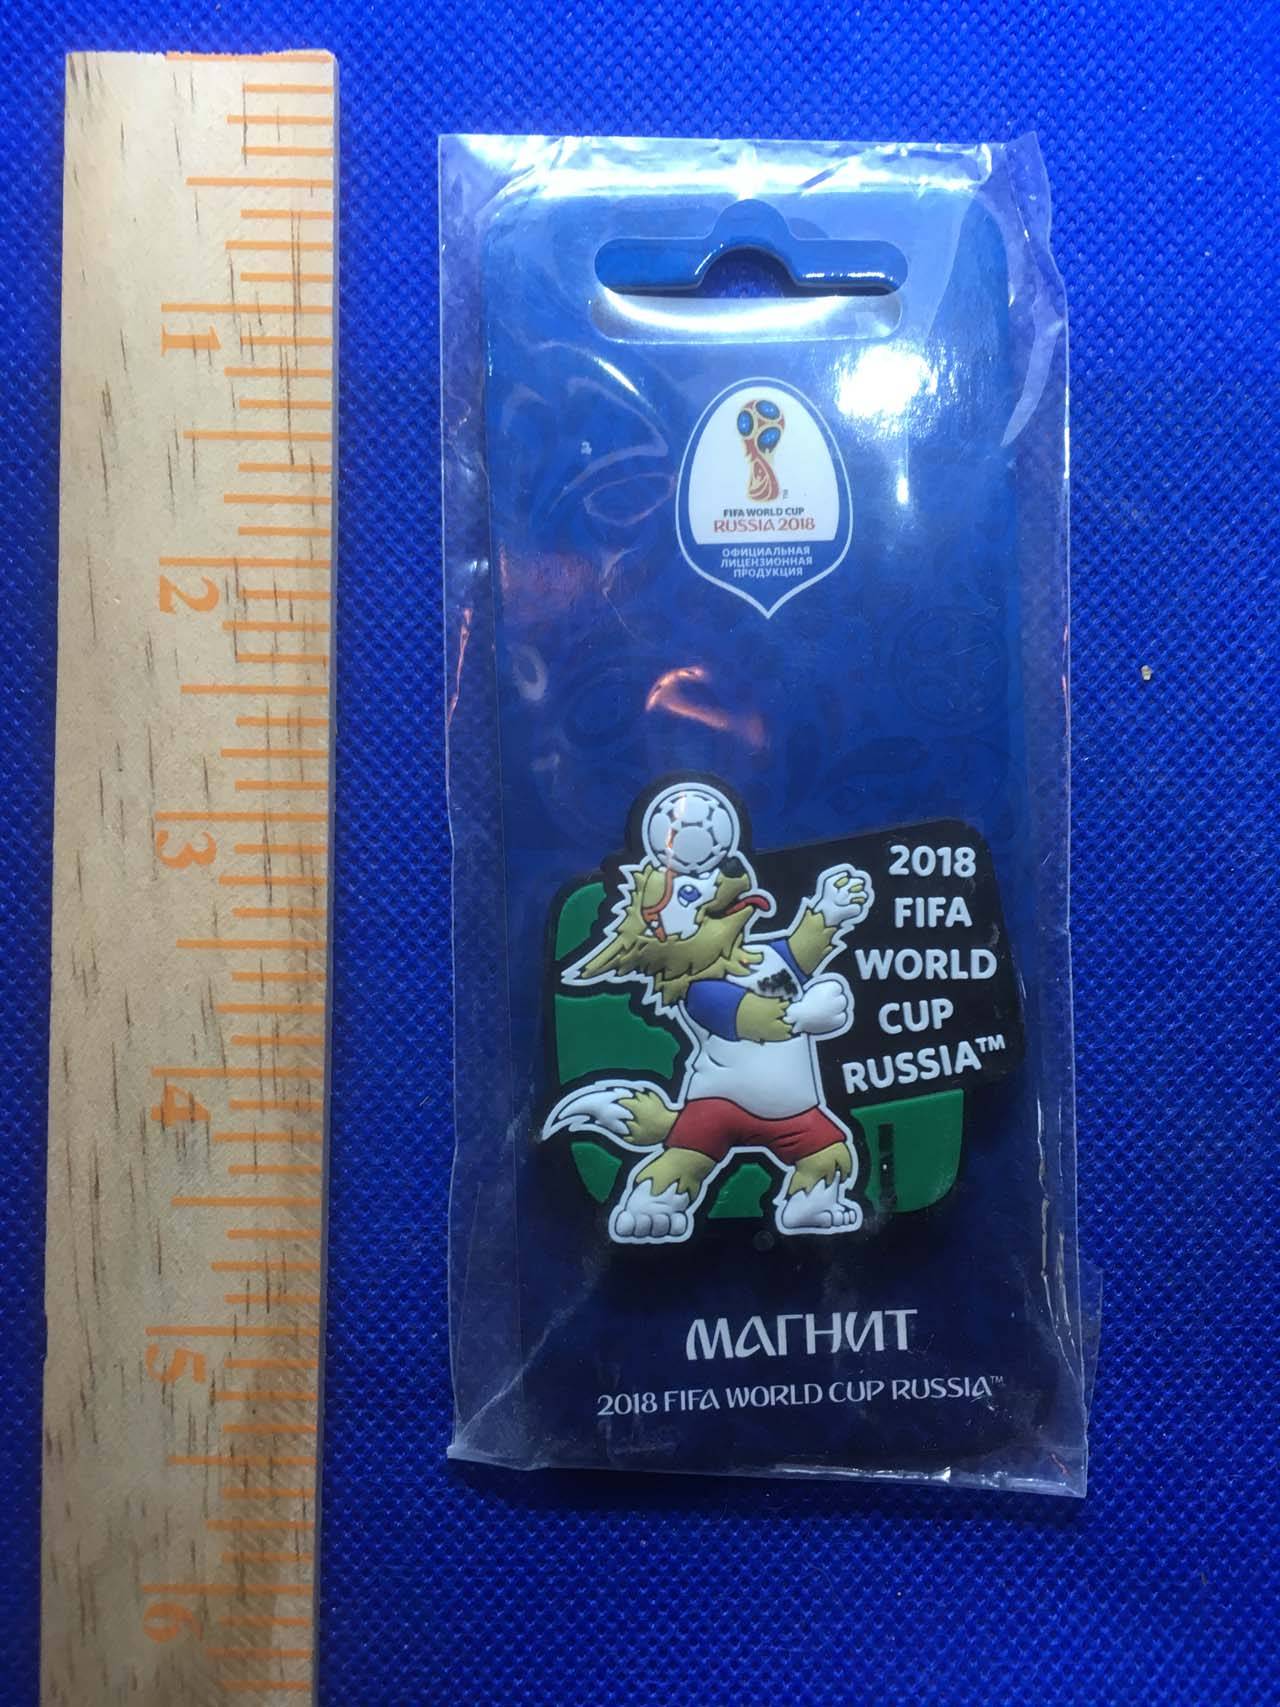 1
2
3
4
5
6
FIFA WORLD CUP
RUSSIA 2018
ОФИЦИАЛЬНАЯ
ЛИЦЕНЗИОННАЯ
ПРОДУКЦИЯ
2018
FIFA
WORLD
CUP
RUSSIA™
МАГНИТ
2018 FIFA WORLD CUP RUSSIA™